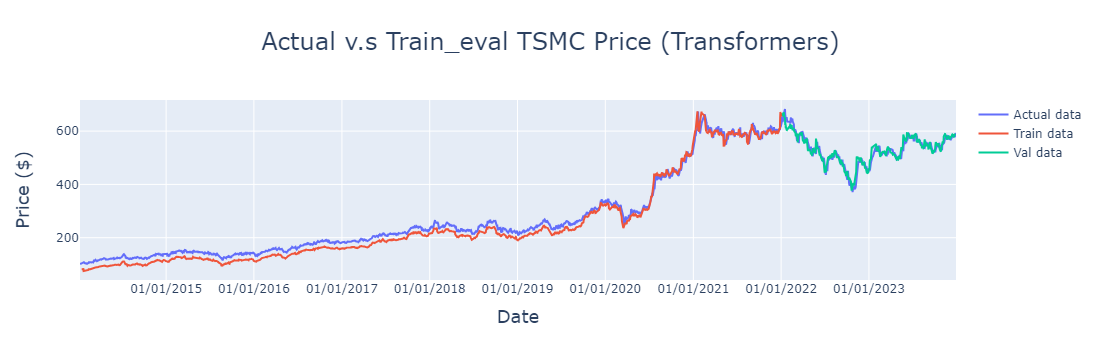 Actual v.s Train_eval TSMC Price (Transformers)
Price ($)
600
400
200
01/01/2015 01/01/2016 01/01/2017 01/01/2018 01/01/2019 01/01/2020 01/01/2021 01/01/2022 01/01/2023
Date
Actual data
Train data
Val data